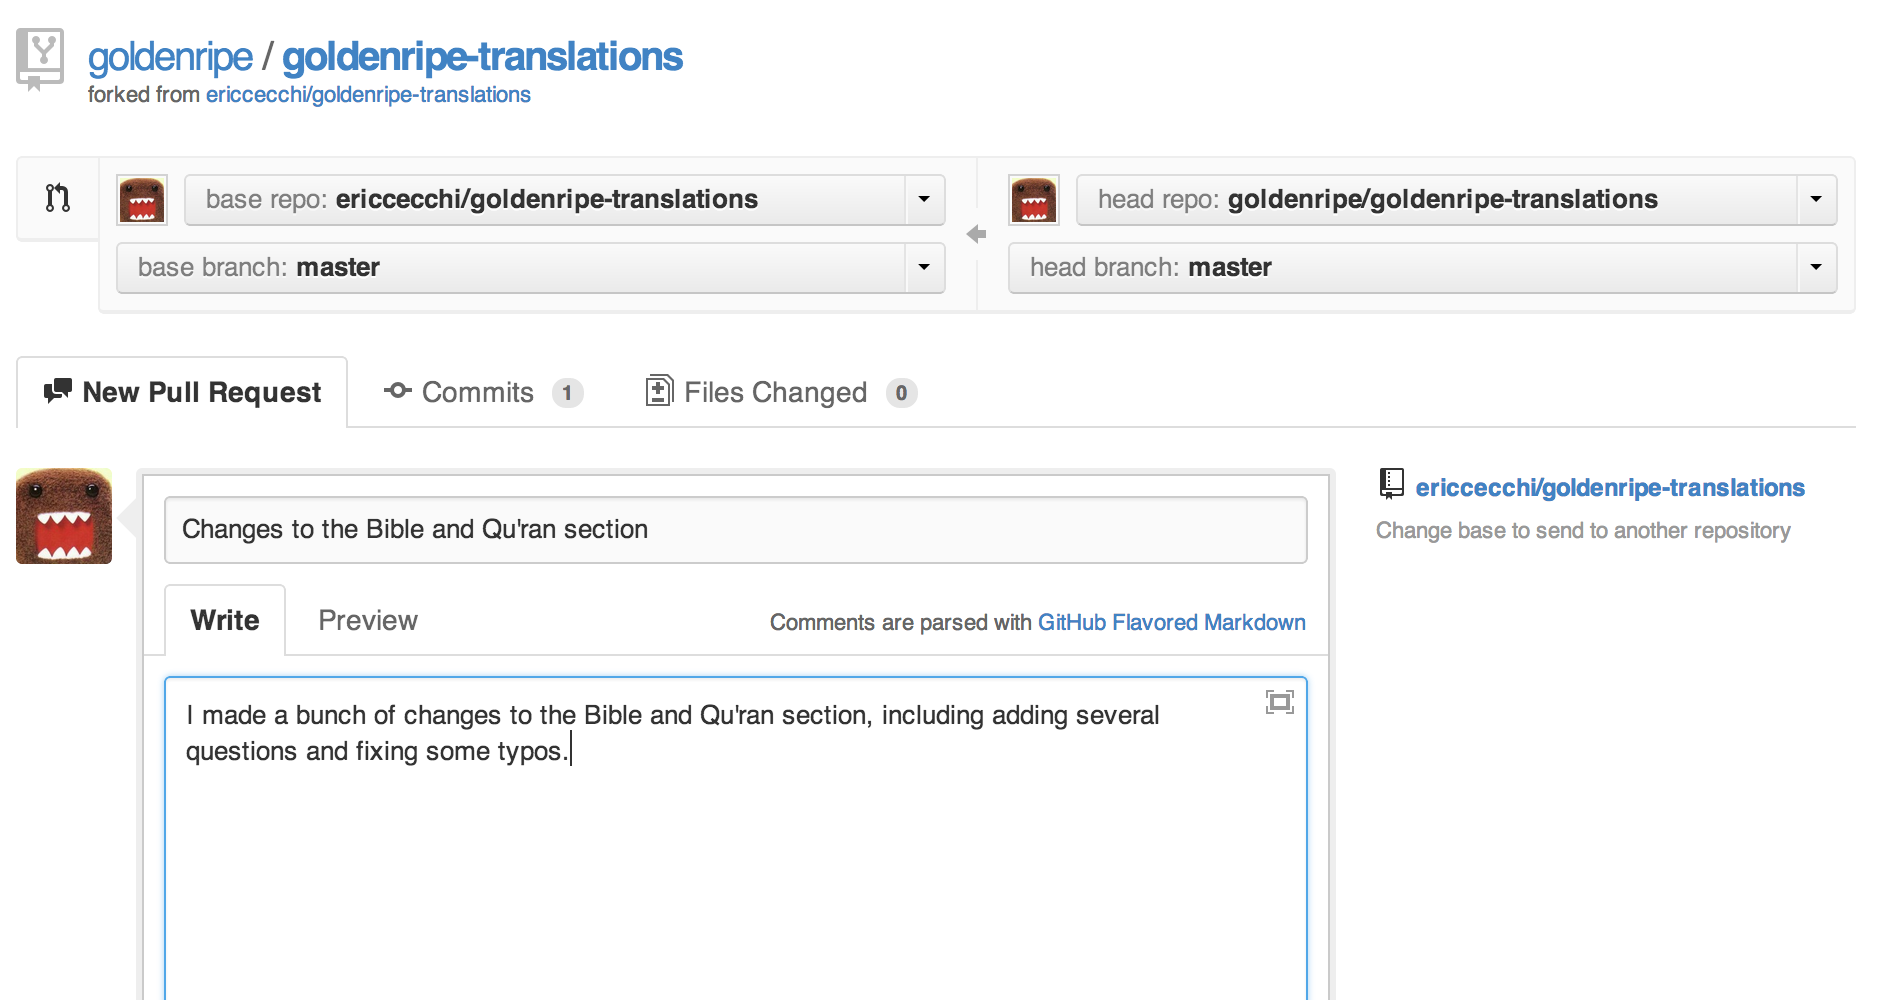 goldenripe / goldenripe-translations
forked from ericcecchi/goldenripe-translations
base repo: ericcecchi/goldenripe-translations
head repo: goldenripe/goldenripe-translations
base branch: master
head branch: master
New Pull Request
Commits 1
Files Changed 0
ericcecchi/goldenripe-translations
Change base to send to another repository
Changes to the Bible and Qu'ran section
Write
Preview
Comments are parsed with GitHub Flavored Markdown
I made a bunch of changes to the Bible and Qu'ran section, including adding several
questions and fixing some typos.